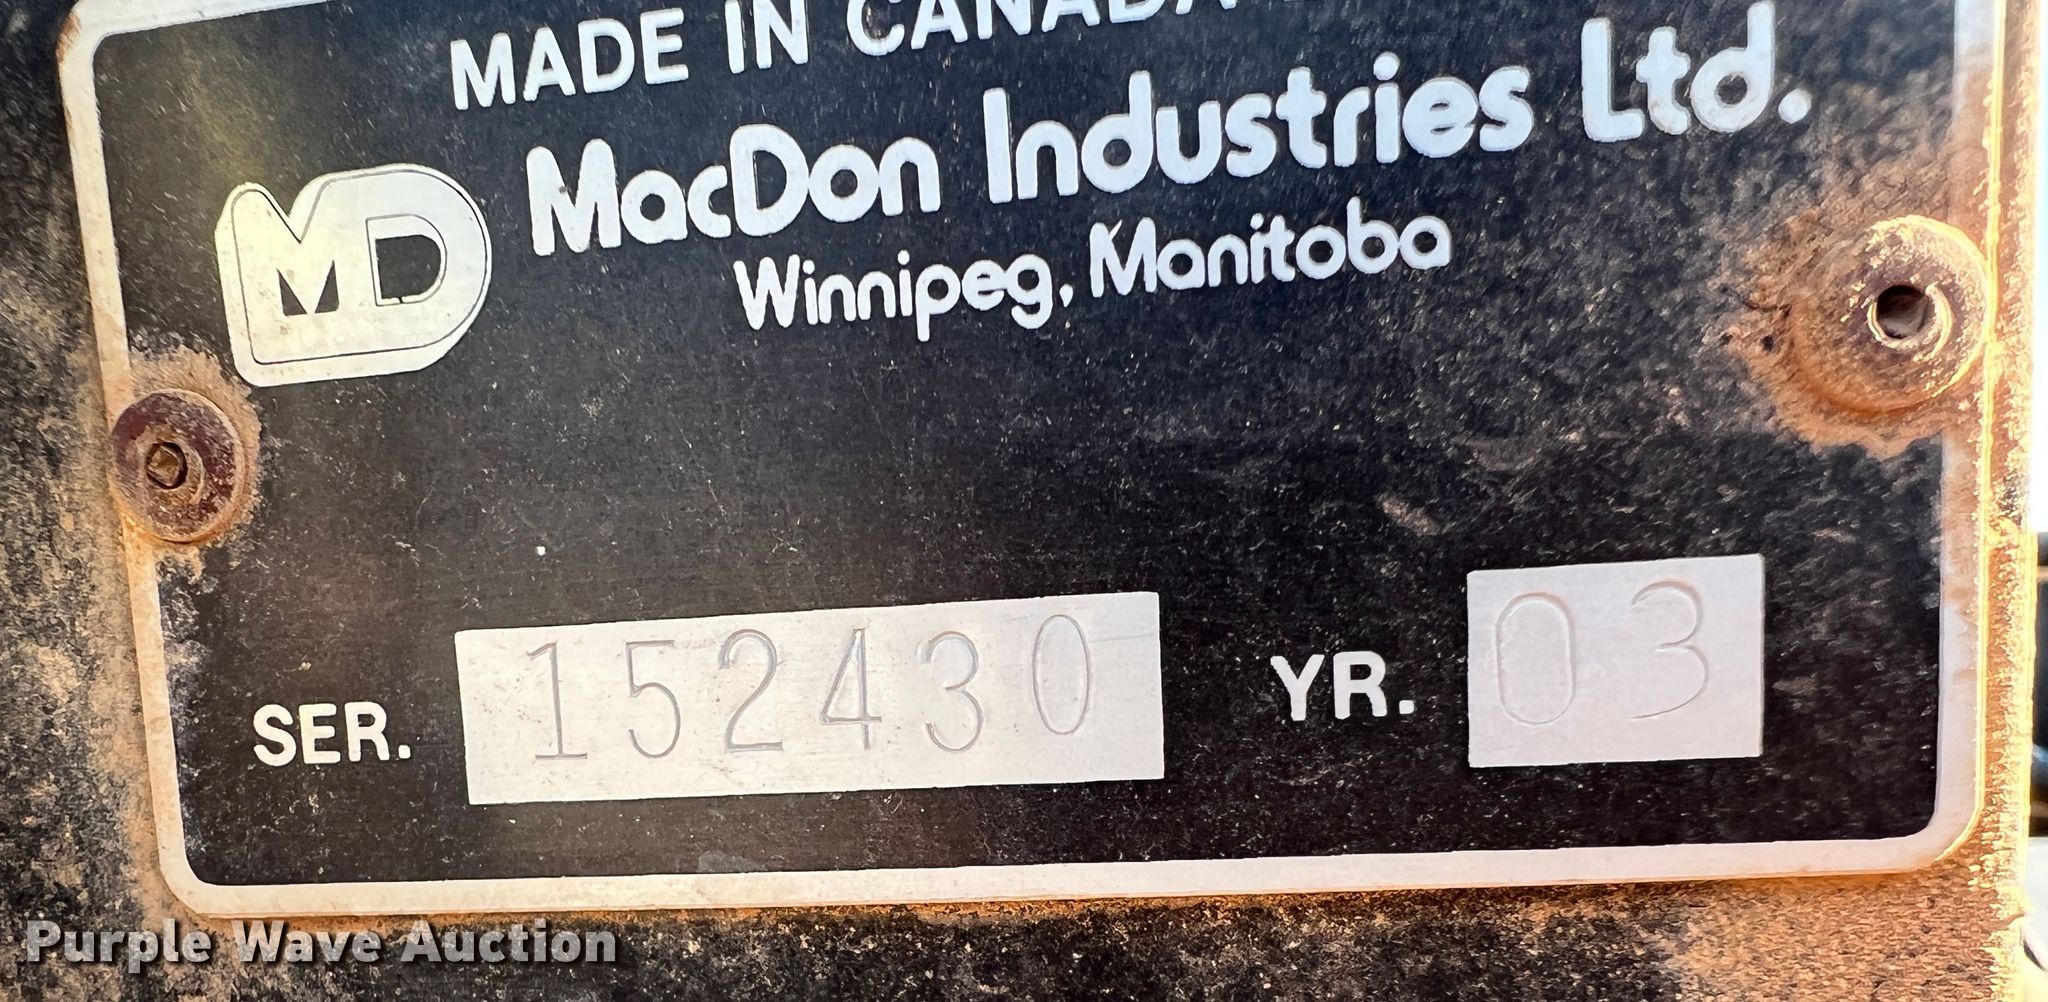 MADE IN CANADA
MD
MacDon Industries Ltd.
Winnipeg, Manitoba
SER. 152430 YR. 03
Purple Wave Auction